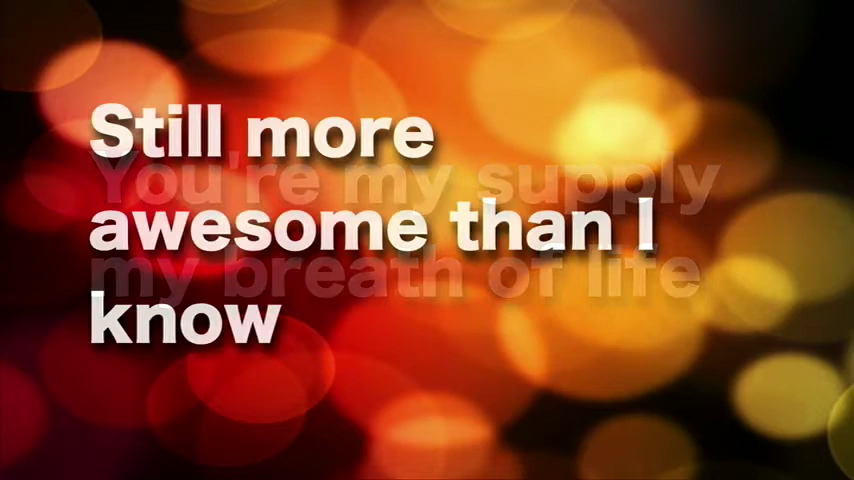 Still more
You're my supply
awesome than I
my breath of life
know